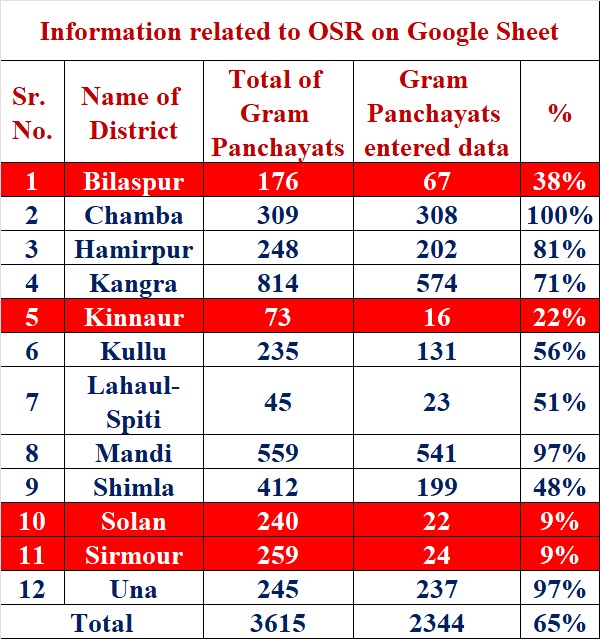 Information related to OSR on Google Sheet
Sr. No. Name of District Total of Gram Panchayats Gram Panchayats entered data %
1 Bilaspur 176 67 38%
2 Chamba 309 308 100%
3 Hamirpur 248 202 81%
4 Kangra 814 574 71%
5 Kinnaur 73 16 22%
6 Kullu 235 131 56%
7 Lahaul-Spiti 45 23 51%
8 Mandi 559 541 97%
9 Shimla 412 199 48%
10 Solan 240 22 9%
11 Sirmour 259 24 9%
12 Una 245 237 97%
Total 3615 2344 65%